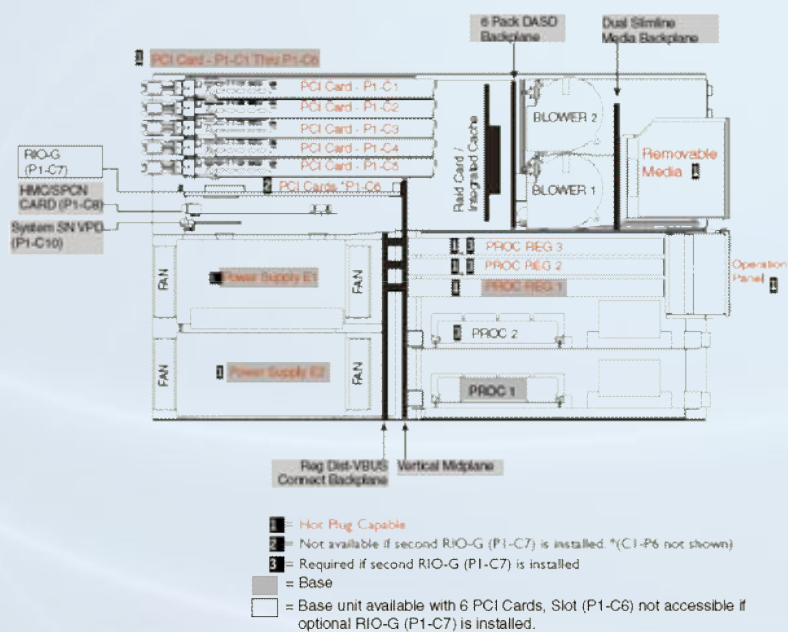 6 Pack DASD
Backplane
Dual Slimline
Media Backplane
PCI Card - P1-C1 Thru P1-C6
PCI Card - P1-C1
PCI Card - P1-C2
PCI Card - P1-C3
PCI Card - P1-C4
PCI Card - P1-C5
2 PCI Cards *P1-C6
RIO-G
(P1-C7)
HMC/SPCN
CARD (P1-C8)
System SN VPD
(P1-C10)
Raid Card /
Integrated Cache
BLOWER 2
BLOWER 1
Removable
Media
1
FAN
Power Supply E1
FAN
FAN
1 Power Supply E2
FAN
PROC REG 3
PROC REG 2
PROC REG 1
PROC 2
PROC 1
Operation
Panel
1
Reg Dist-VBUS
Connect Backplane
Vertical Midplane
1 = Hot Plug Capable
2 = Not available if second RIO-G (P1-C7) is installed. *(C1-P6 not shown)
3 = Required if second RIO-G (P1-C7) is installed
= Base
= Base unit available with 6 PCI Cards, Slot (P1-C6) not accessible if
optional RIO-G (P1-C7) is installed.